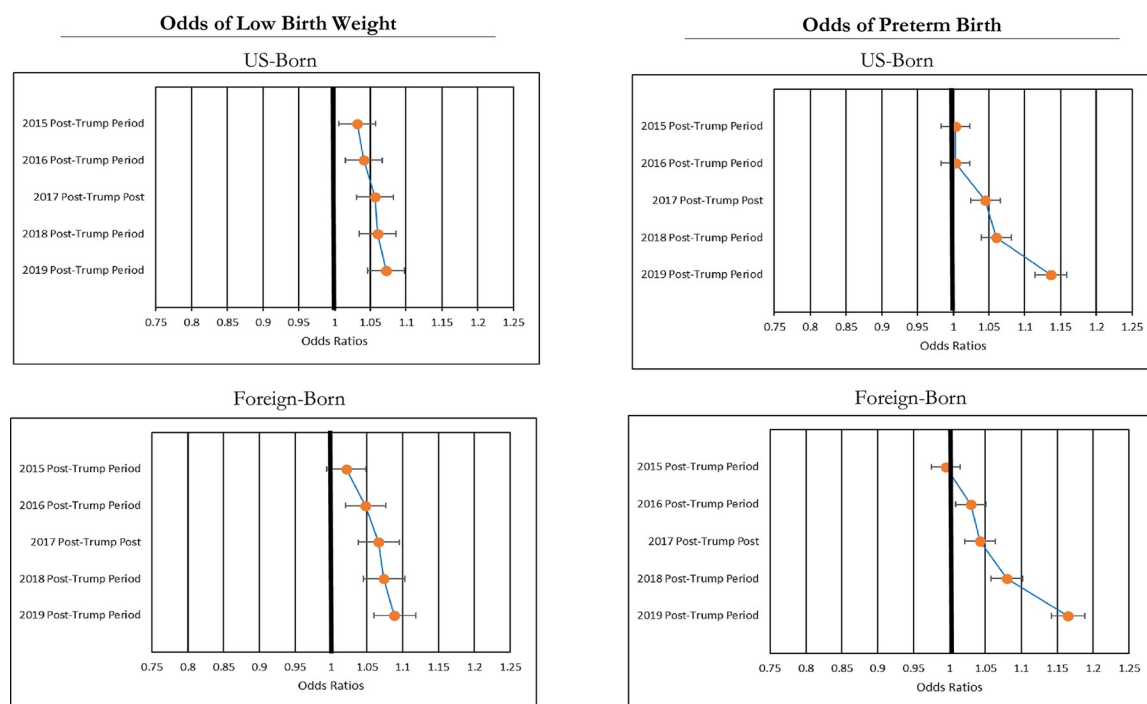 Odds of Low Birth Weight
US-Born
2015 Post-Trump Period
2016 Post-Trump Period
2017 Post-Trump Post
2018 Post-Trump Period
2019 Post-Trump Period
0.75 0.8 0.85 0.9 0.95 1 1.05 1.1 1.15 1.2 1.25
Odds Ratios
Foreign-Born
2015 Post-Trump Period
2016 Post-Trump Period
2017 Post-Trump Post
2018 Post-Trump Period
2019 Post-Trump Period
0.75 0.8 0.85 0.9 0.95 1 1.05 1.1 1.15 1.2 1.25
Odds Ratios
Odds of Preterm Birth
US-Born
2015 Post-Trump Period
2016 Post-Trump Period
2017 Post-Trump Post
2018 Post-Trump Period
2019 Post-Trump Period
0.75 0.8 0.85 0.9 0.95 1 1.05 1.1 1.15 1.2 1.25
Odds Ratios
Foreign-Born
2015 Post-Trump Period
2016 Post-Trump Period
2017 Post-Trump Post
2018 Post-Trump Period
2019 Post-Trump Period
0.75 0.8 0.85 0.9 0.95 1 1.05 1.1 1.15 1.2 1.25
Odds Ratios